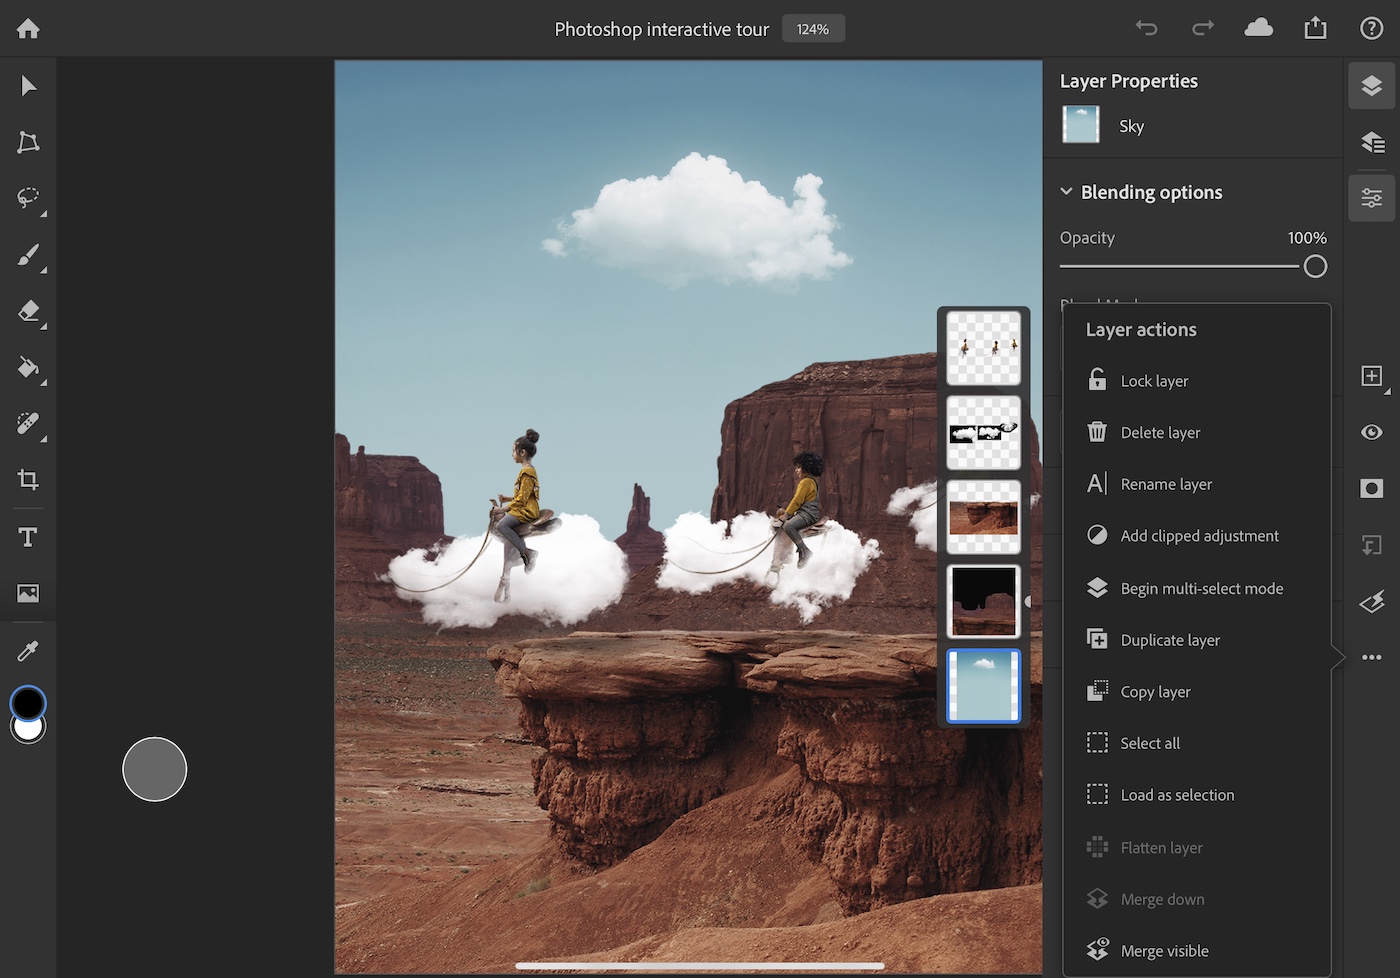 Photoshop interactive tour 124%
Layer Properties
Sky
Blending options
Opacity 100%
Layer actions
Lock layer
Delete layer
Rename layer
Add clipped adjustment
Begin multi-select mode
Duplicate layer
Copy layer
Select all
Load as selection
Flatten layer
Merge down
Merge visible